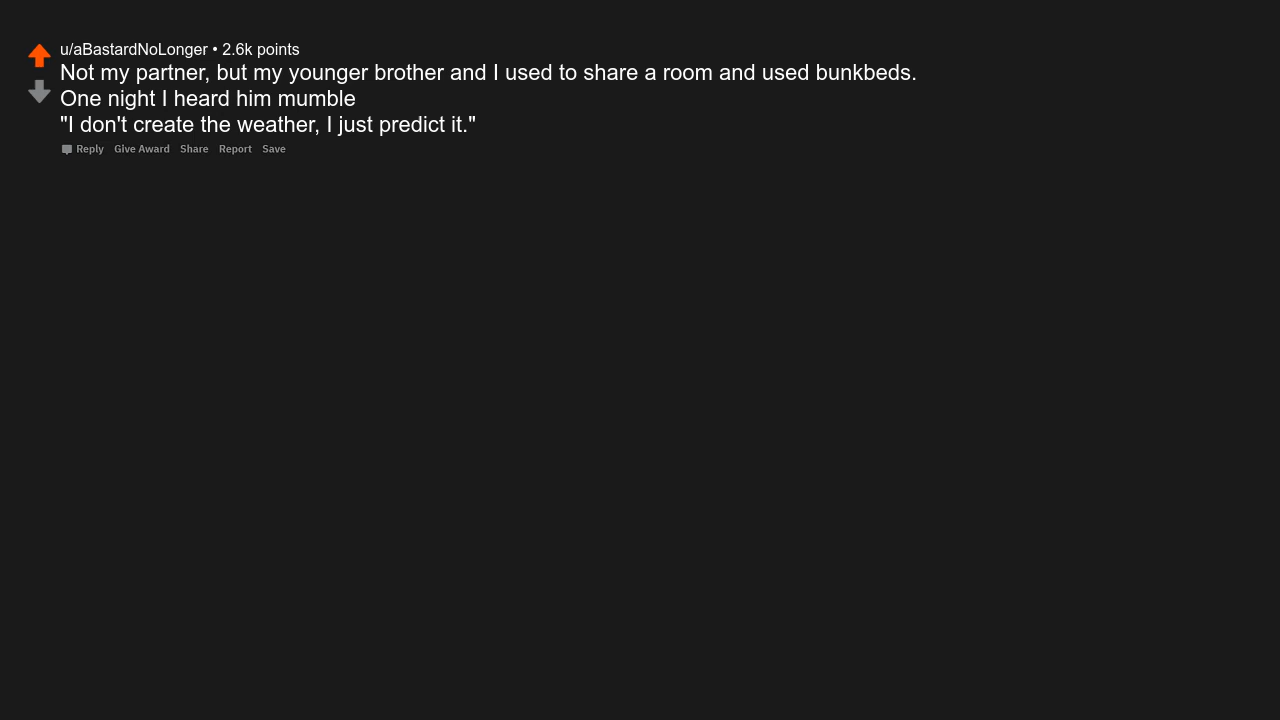 u/aBastardNoLonger • 2.6k points
Not my partner, but my younger brother and I used to share a room and used bunkbeds.
One night I heard him mumble
"I don't create the weather, I just predict it."
Reply Give Award Share Report Save